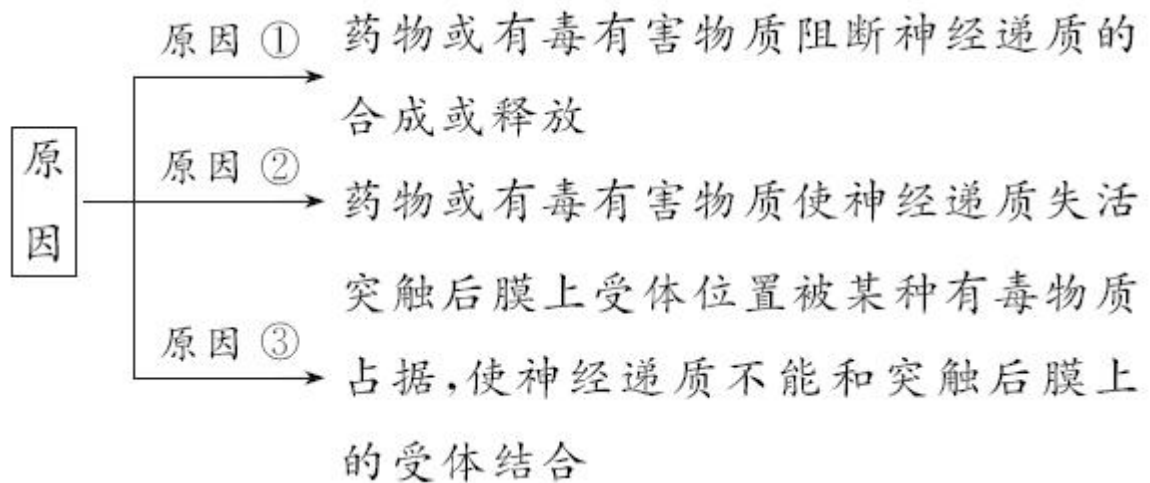 原因
原因 ①
药物或有毒有害物质阻断神经递质的
合成或释放
原因 ②
药物或有毒有害物质使神经递质失活
原因 ③
突触后膜上受体位置被某种有毒物质
占据,使神经递质不能和突触后膜上
的受体结合